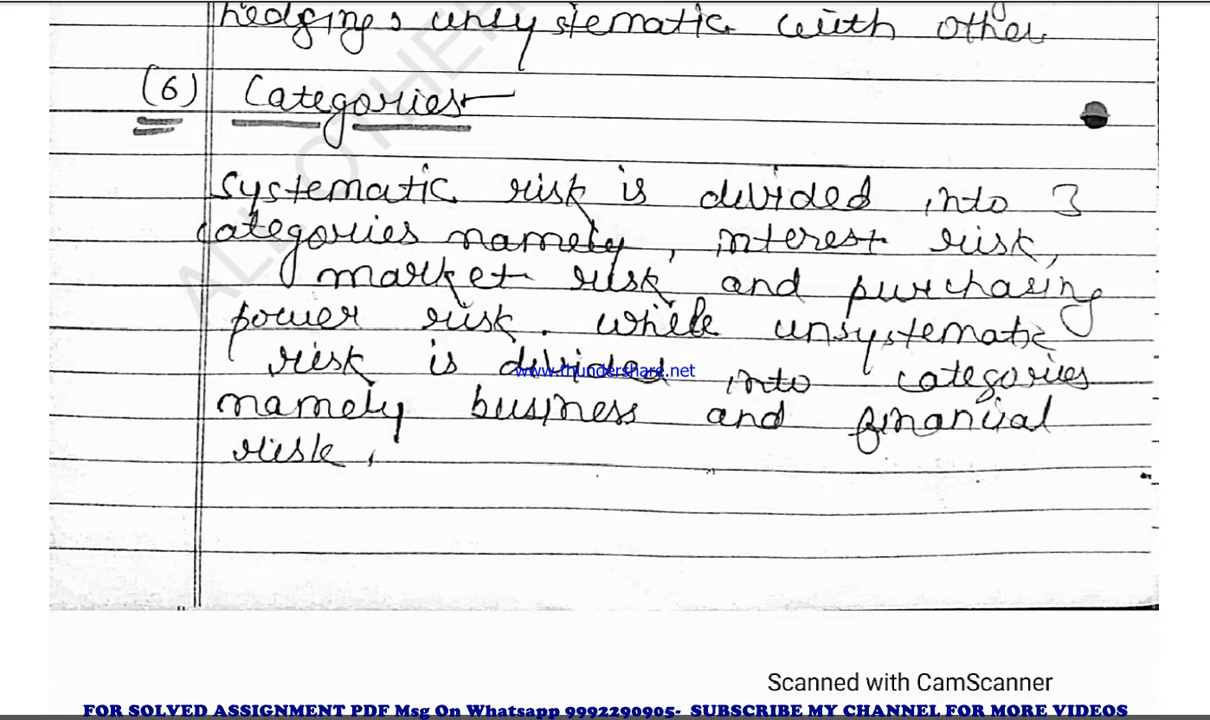 hedging, unsystematic with other
(6) Categories-
Systematic risk is divided into 3
categories namely, interest risk,
market risk and purchasing
power risk. while unsystematic
risk is divided into categories
www.thundershare.net
namely business and financial
risk,
Scanned with CamScanner
FOR SOLVED ASSIGNMENT PDF Msg On Whatsapp 9992290905- SUBSCRIBE MY CHANNEL FOR MORE VIDEOS